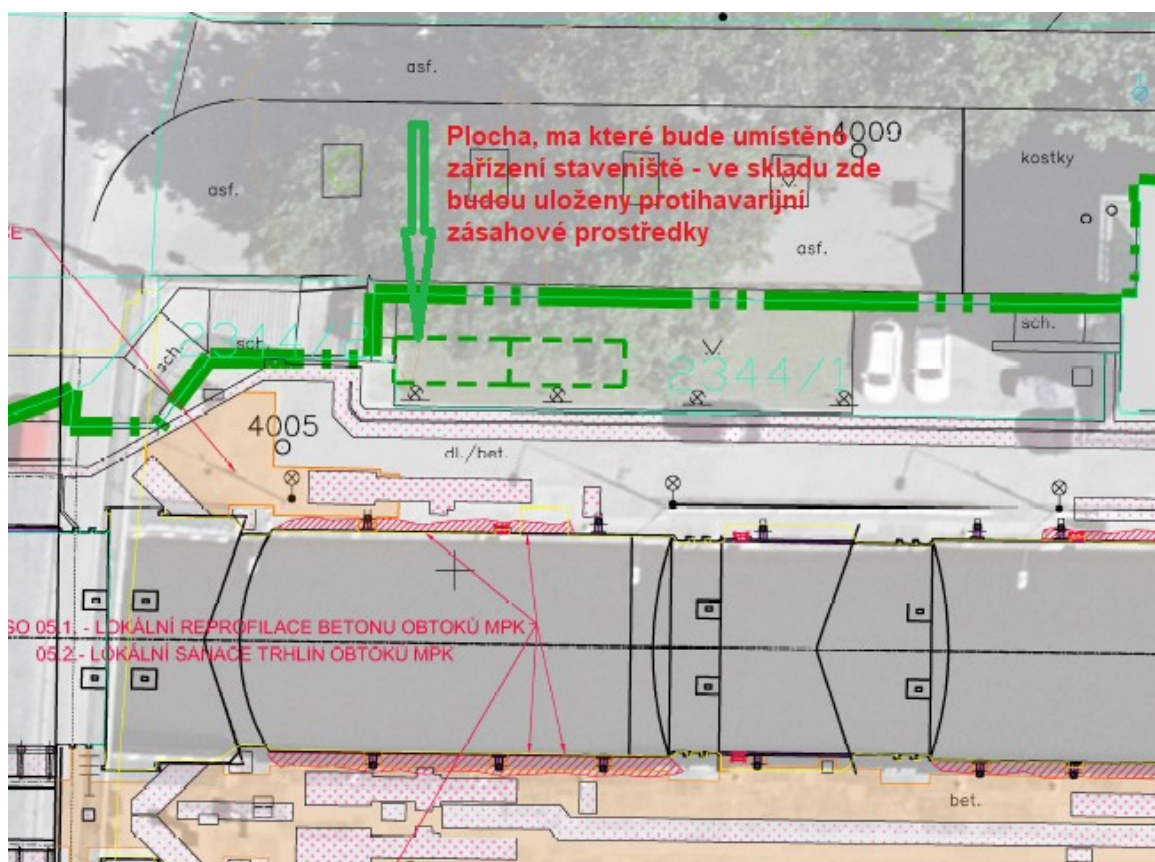 asf.
Plocha, ma které bude umístěno
zařízení staveniště - ve skladu zde
budou uloženy protihavarijní
zásahové prostředky
4009
kostky
asf.
asf.
CE
sch.
sch.
sch.
2344/1
4005
dl./bet.
SO 05.1. - LOKÁLNÍ REPROFILACE BETONU OBTOKŮ MPK
05.2.- LOKÁLNÍ SANACE TRHLIN OBTOKŮ MPK
bet.